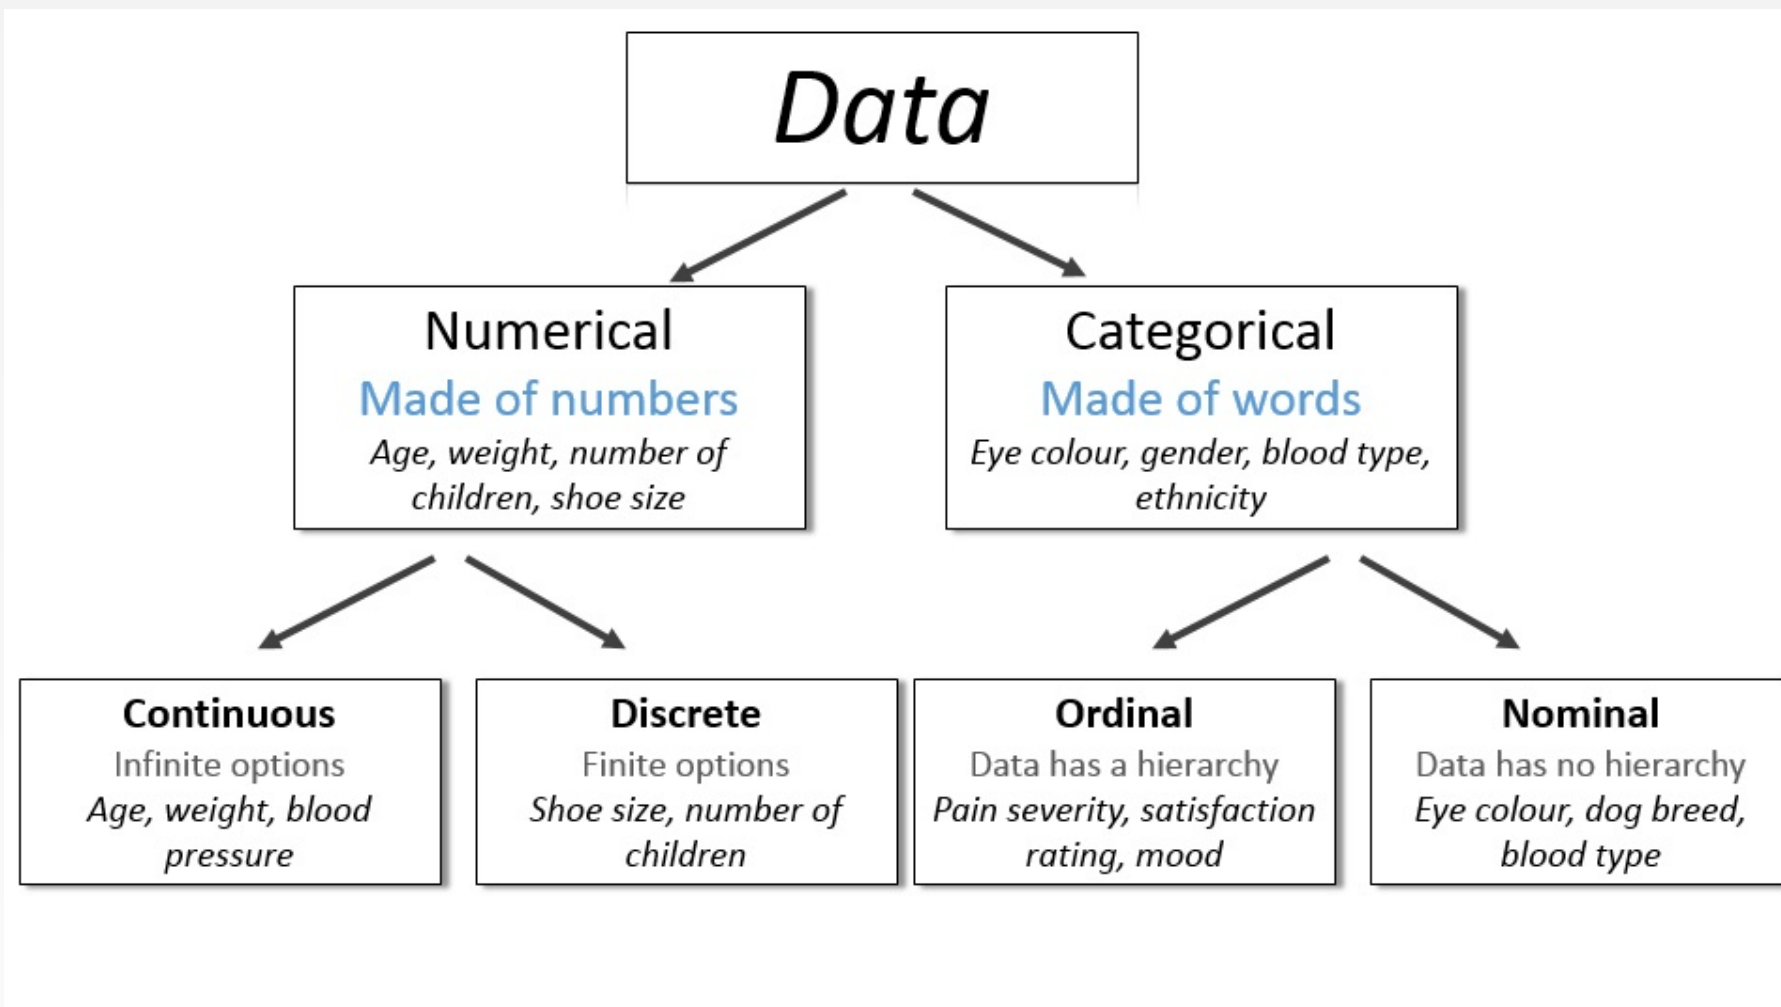 Data
Numerical
Made of numbers
Age, weight, number of
children, shoe size
Categorical
Made of words
Eye colour, gender, blood type,
ethnicity
Continuous
Infinite options
Age, weight, blood
pressure
Discrete
Finite options
Shoe size, number of
children
Ordinal
Data has a hierarchy
Pain severity, satisfaction
rating, mood
Nominal
Data has no hierarchy
Eye colour, dog breed,
blood type